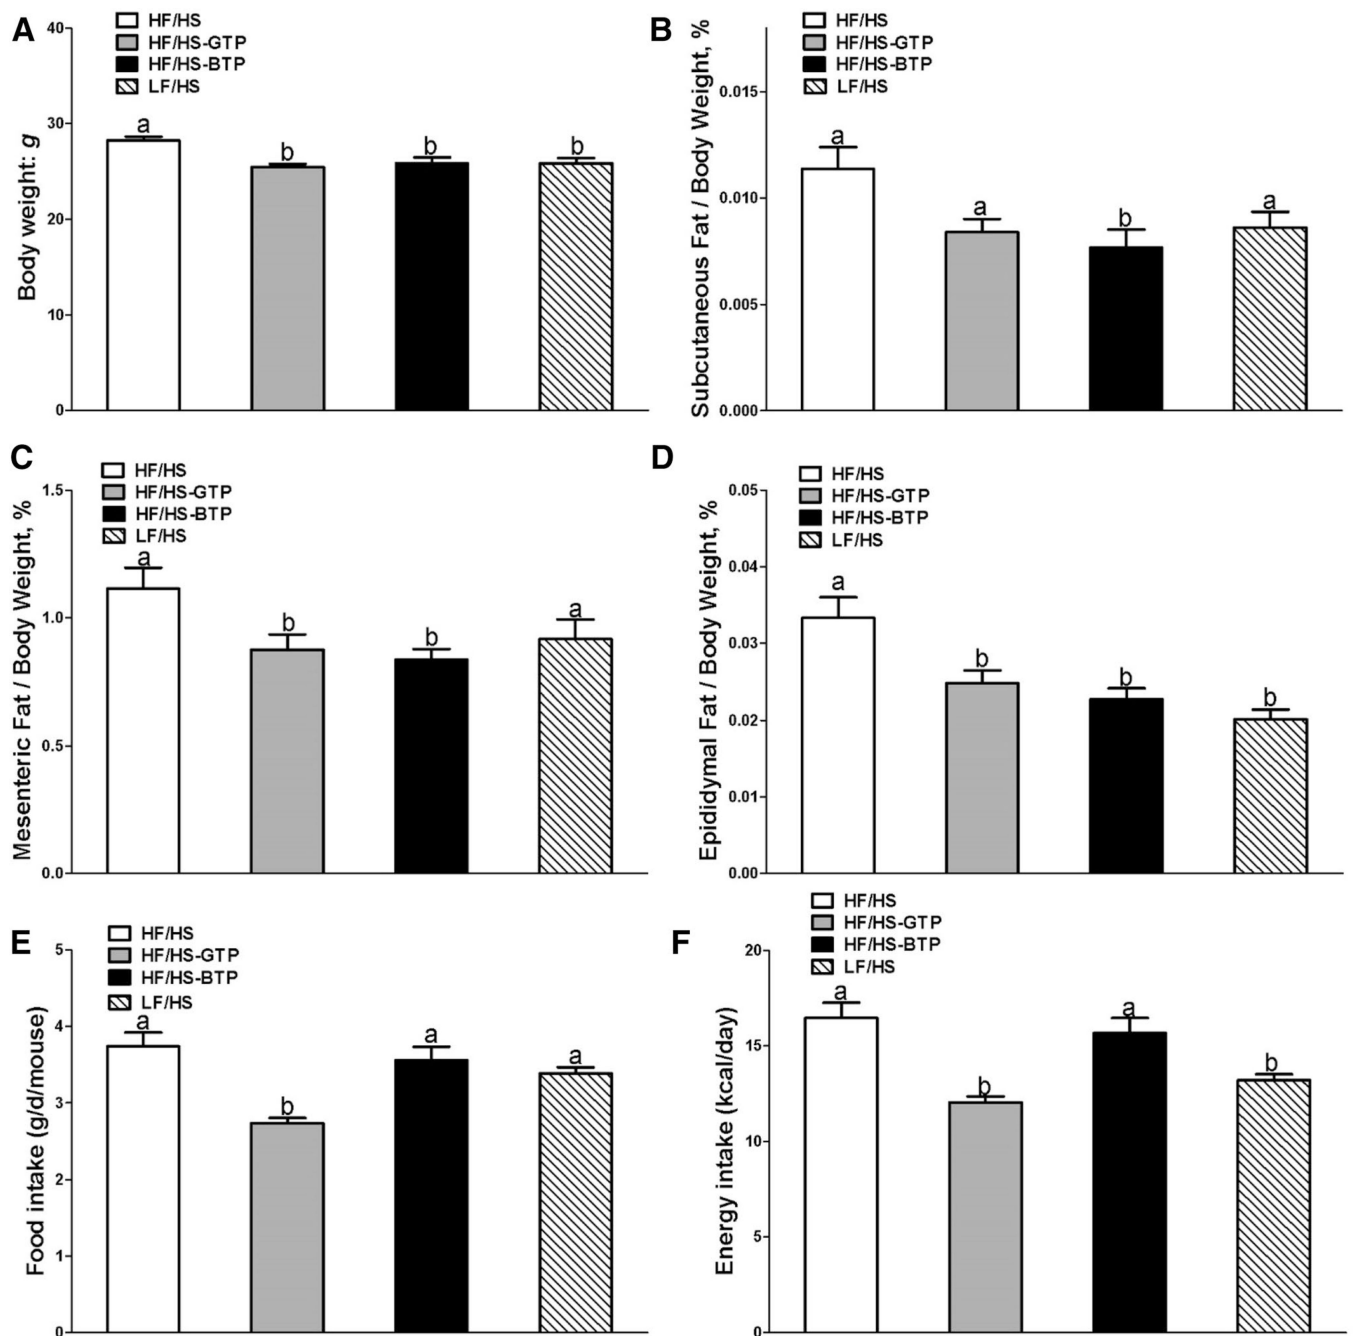 A
HF/HS
HF/HS-GTP
HF/HS-BTP
LF/HS
Body weight: g
40
30
20
10
0
a
b
b
b
B
HF/HS
HF/HS-GTP
HF/HS-BTP
LF/HS
Subcutaneous Fat / Body Weight, %
0.015
0.010
0.005
0.000
a
a
b
a
C
HF/HS
HF/HS-GTP
HF/HS-BTP
LF/HS
Mesenteric Fat / Body Weight, %
1.5
1.0
0.5
0.0
a
b
b
a
D
HF/HS
HF/HS-GTP
HF/HS-BTP
LF/HS
Epididymal Fat / Body Weight, %
0.05
0.04
0.03
0.02
0.01
0.00
a
b
b
b
E
HF/HS
HF/HS-GTP
HF/HS-BTP
LF/HS
Food intake (g/d/mouse)
5
4
3
2
1
0
a
b
a
a
F
HF/HS
HF/HS-GTP
HF/HS-BTP
LF/HS
Energy intake (kcal/day)
20
15
10
5
0
a
b
a
b